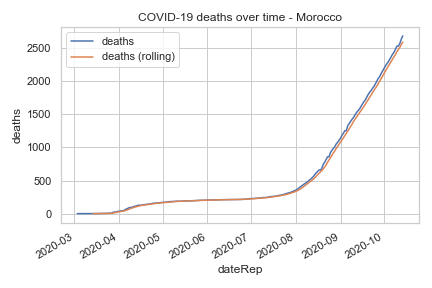 COVID-19 deaths over time - Morocco
deaths
deaths (rolling)
2500
2000
1500
1000
500
0
deaths
2020-03
2020-04
2020-05
2020-06
2020-07
2020-08
2020-09
2020-10
dateRep